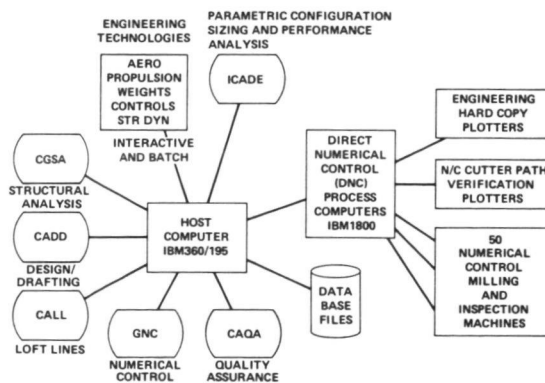 ENGINEERING
TECHNOLOGIES
AERO
PROPULSION
WEIGHTS
CONTROLS
STR DYN
INTERACTIVE
AND BATCH
PARAMETRIC CONFIGURATION
SIZING AND PERFORMANCE
ANALYSIS
ICADE
CGSA
STRUCTURAL
ANALYSIS
CADD
DESIGN/
DRAFTING
CALL
LOFT LINES
GNC
NUMERICAL
CONTROL
CAQA
QUALITY
ASSURANCE
HOST
COMPUTER
IBM360/195
DATA
BASE
FILES
DIRECT
NUMERICAL
CONTROL
(DNC)
PROCESS
COMPUTERS
IBM1800
ENGINEERING
HARD COPY
PLOTTERS
N/C CUTTER PATH
VERIFICATION
PLOTTERS
50
NUMERICAL
CONTROL
MILLING
AND
INSPECTION
MACHINES